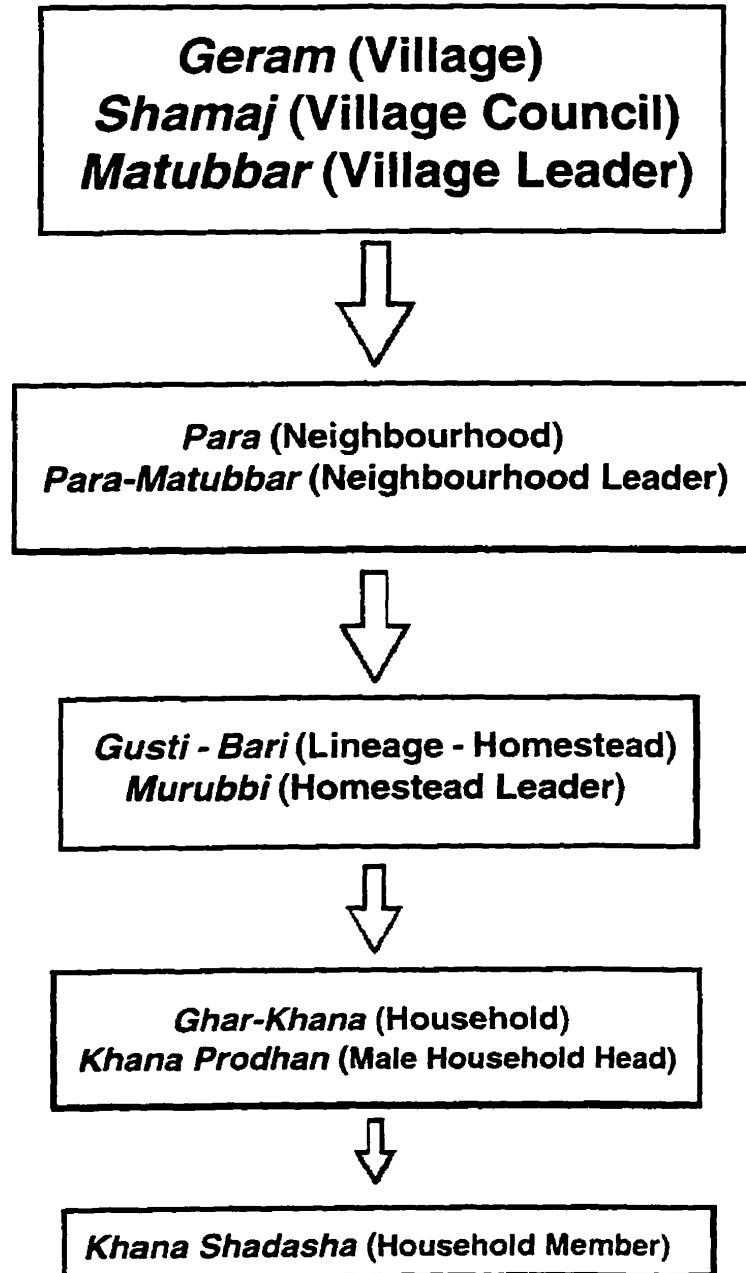 Geram (Village)
Shamaj (Village Council)
Matubbar (Village Leader)
Para (Neighbourhood)
Para-Matubbar (Neighbourhood Leader)
Gusti - Bari (Lineage - Homestead)
Murubbi (Homestead Leader)
Ghar-Khana (Household)
Khana Prodhan (Male Household Head)
Khana Shadasha (Household Member)